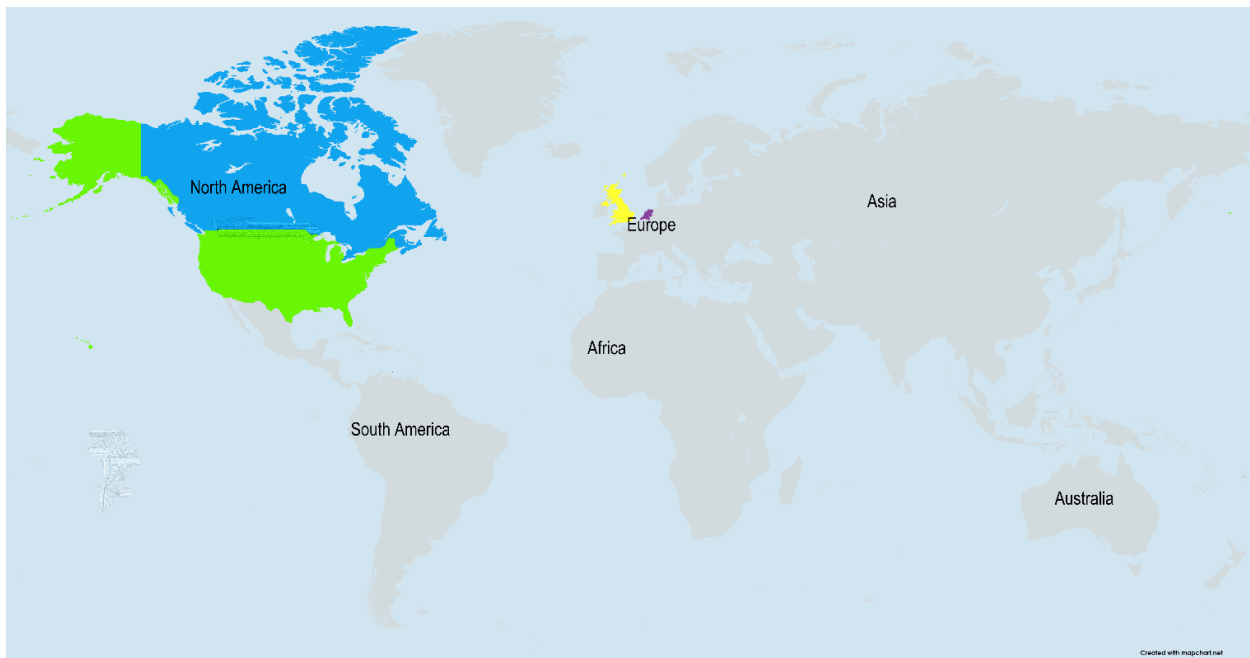 North America
Asia
Europe
Africa
South America
Australia
Created with mapchart.net